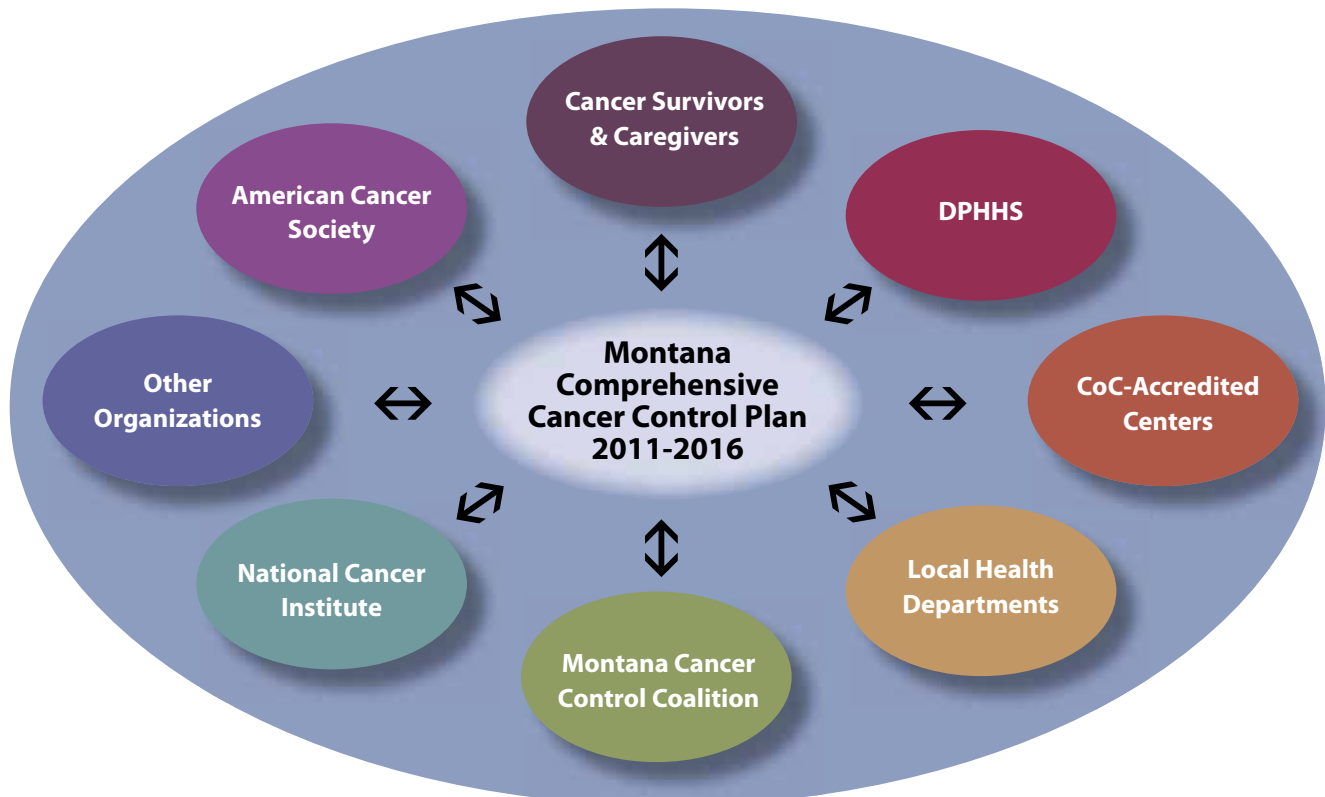 Cancer Survivors
& Caregivers
American Cancer
Society
DPHHS
Other
Organizations
Montana
Comprehensive
Cancer Control Plan
2011-2016
CoC-Accredited
Centers
National Cancer
Institute
Local Health
Departments
Montana Cancer
Control Coalition